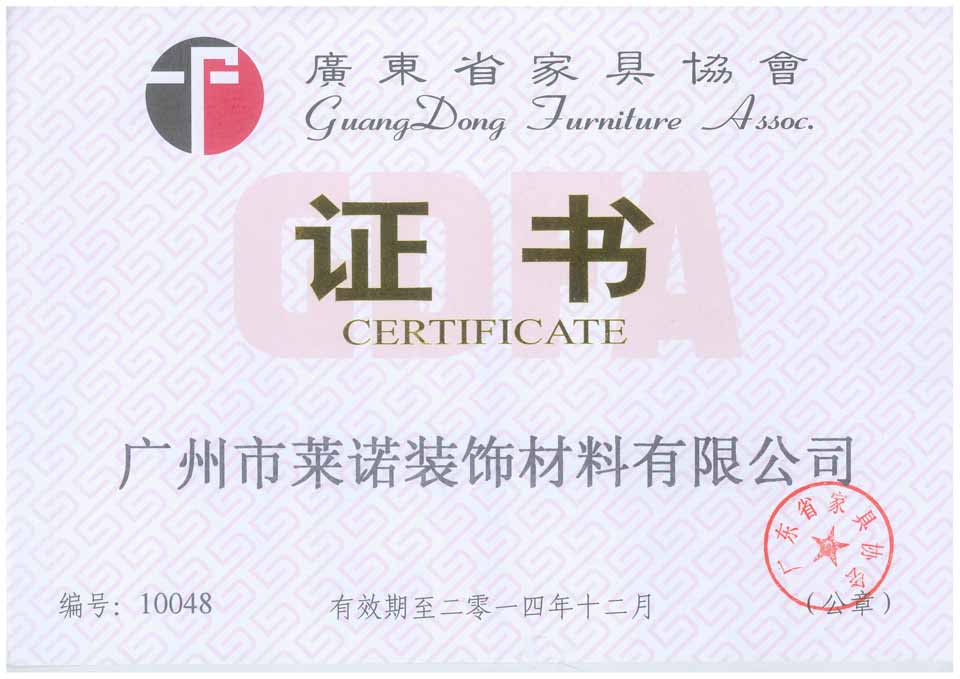 廣東省家具協會
GuangDong Furniture Assoc.
GDFA
证书
CERTIFICATE
广州市莱诺装饰材料有限公司
广东省家具协会
编号：10048
有效期至二零一四年十二月
（公章）